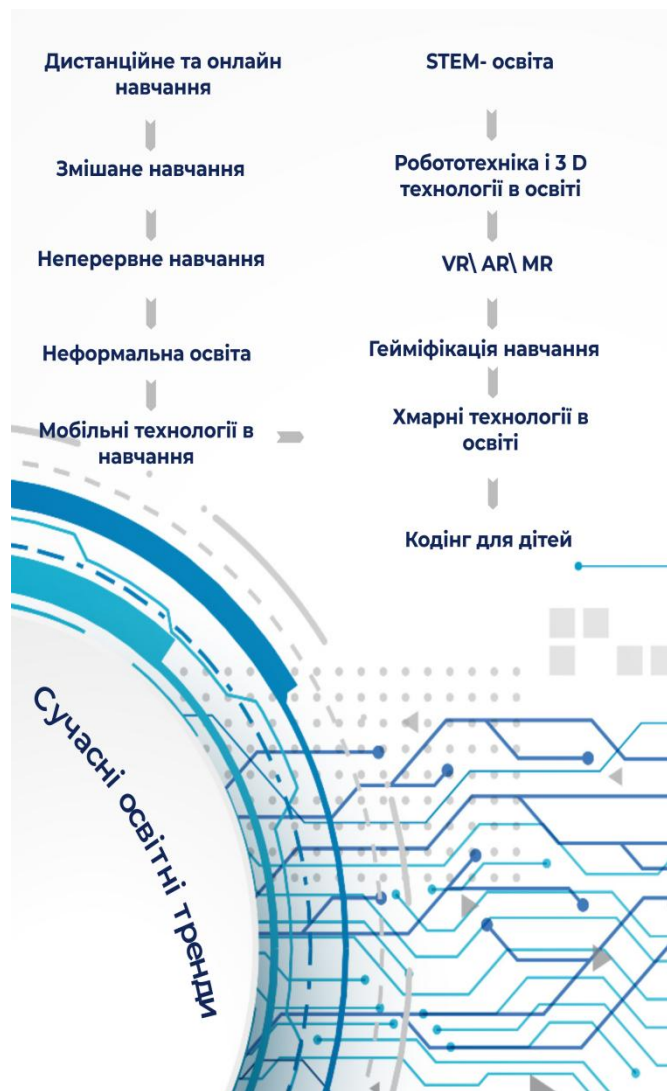 Дистанційне та онлайн
навчання
Змішане навчання
Неперервне навчання
Неформальна освіта
Мобільні технології в
навчання
STEM- освіта
Робототехніка і 3 D
технології в освіті
VR\ AR\ MR
Гейміфікація навчання
Хмарні технології в
освіті
Кодінг для дітей
Сучасні освітні тренди